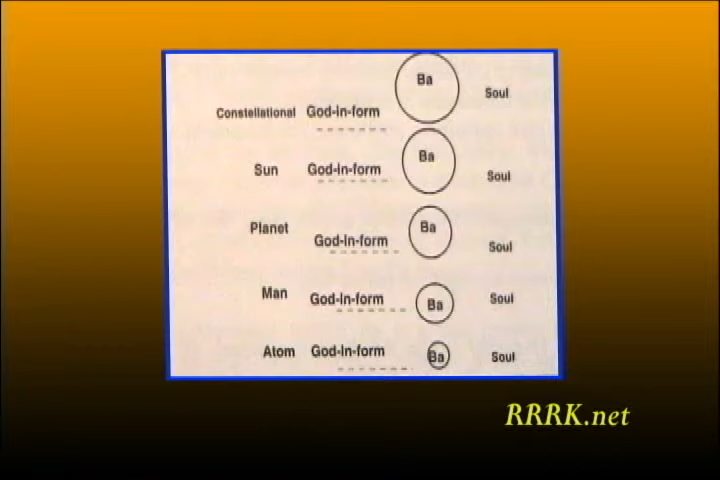 Ba
Soul
Constellational God-in-form
Ba
Sun God-in-form
Soul
Planet Ba
God-in-form Soul
Man God-in-form Ba Soul
Atom God-in-form Ba Soul
RRRK.net